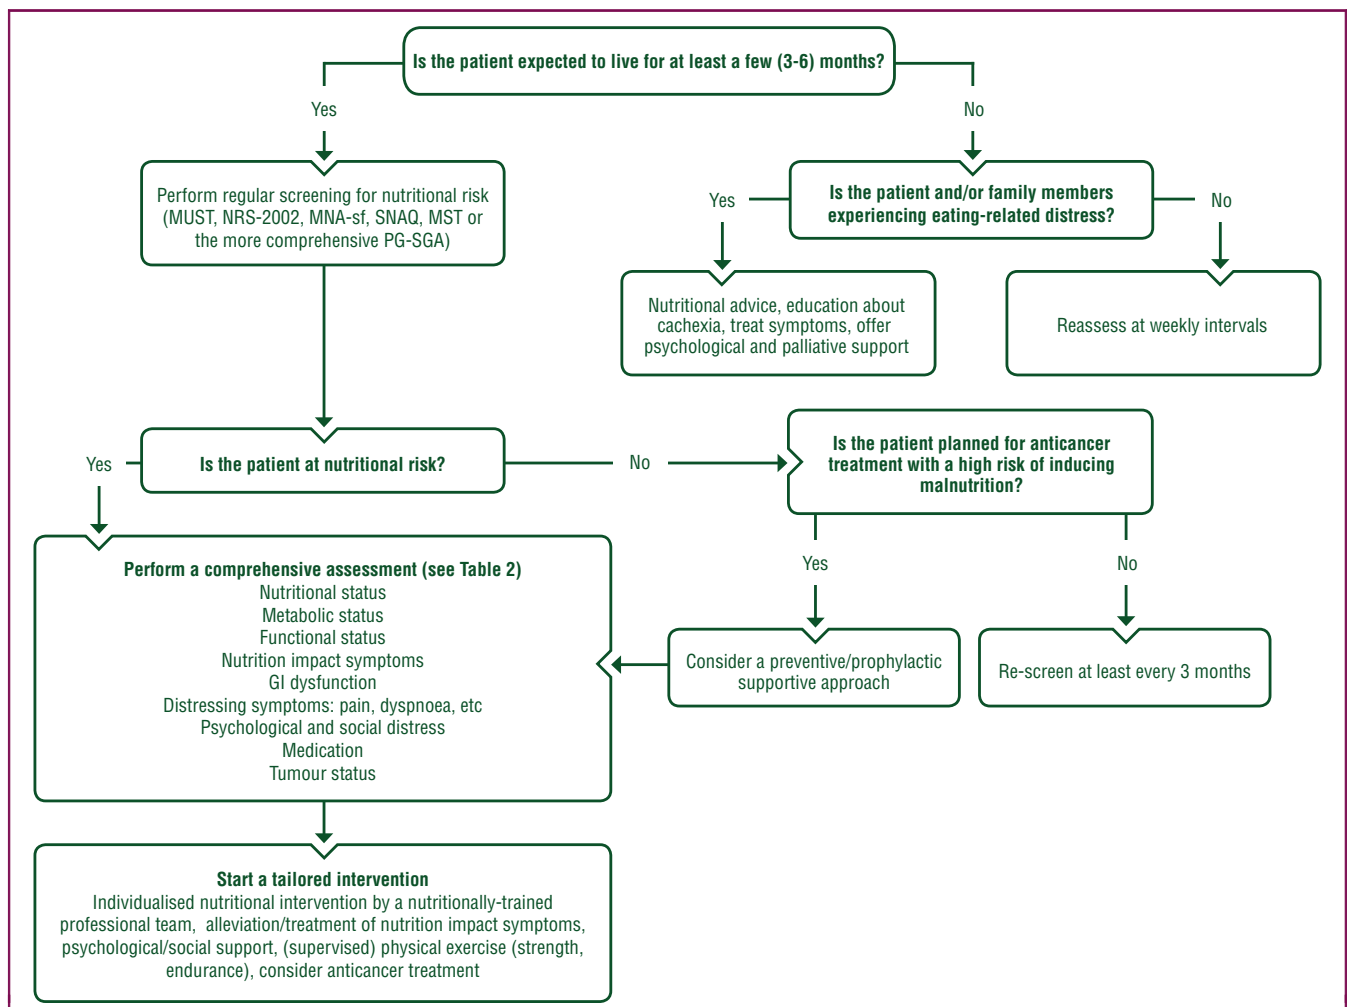 Is the patient expected to live for at least a few (3-6) months?
Yes
No
Perform regular screening for nutritional risk
(MUST, NRS-2002, MNA-sf, SNAQ, MST or
the more comprehensive PG-SGA)
Is the patient and/or family members
experiencing eating-related distress?
Yes
No
Nutritional advice, education about
cachexia, treat symptoms, offer
psychological and palliative support
Reassess at weekly intervals
Is the patient at nutritional risk?
Yes
No
Is the patient planned for anticancer
treatment with a high risk of inducing
malnutrition?
Yes
No
Perform a comprehensive assessment (see Table 2)
Nutritional status
Metabolic status
Functional status
Nutrition impact symptoms
GI dysfunction
Distressing symptoms: pain, dyspnoea, etc
Psychological and social distress
Medication
Tumour status
Consider a preventive/prophylactic
supportive approach
Re-screen at least every 3 months
Start a tailored intervention
Individualised nutritional intervention by a nutritionally-trained
professional team, alleviation/treatment of nutrition impact symptoms,
psychological/social support, (supervised) physical exercise (strength,
endurance), consider anticancer treatment